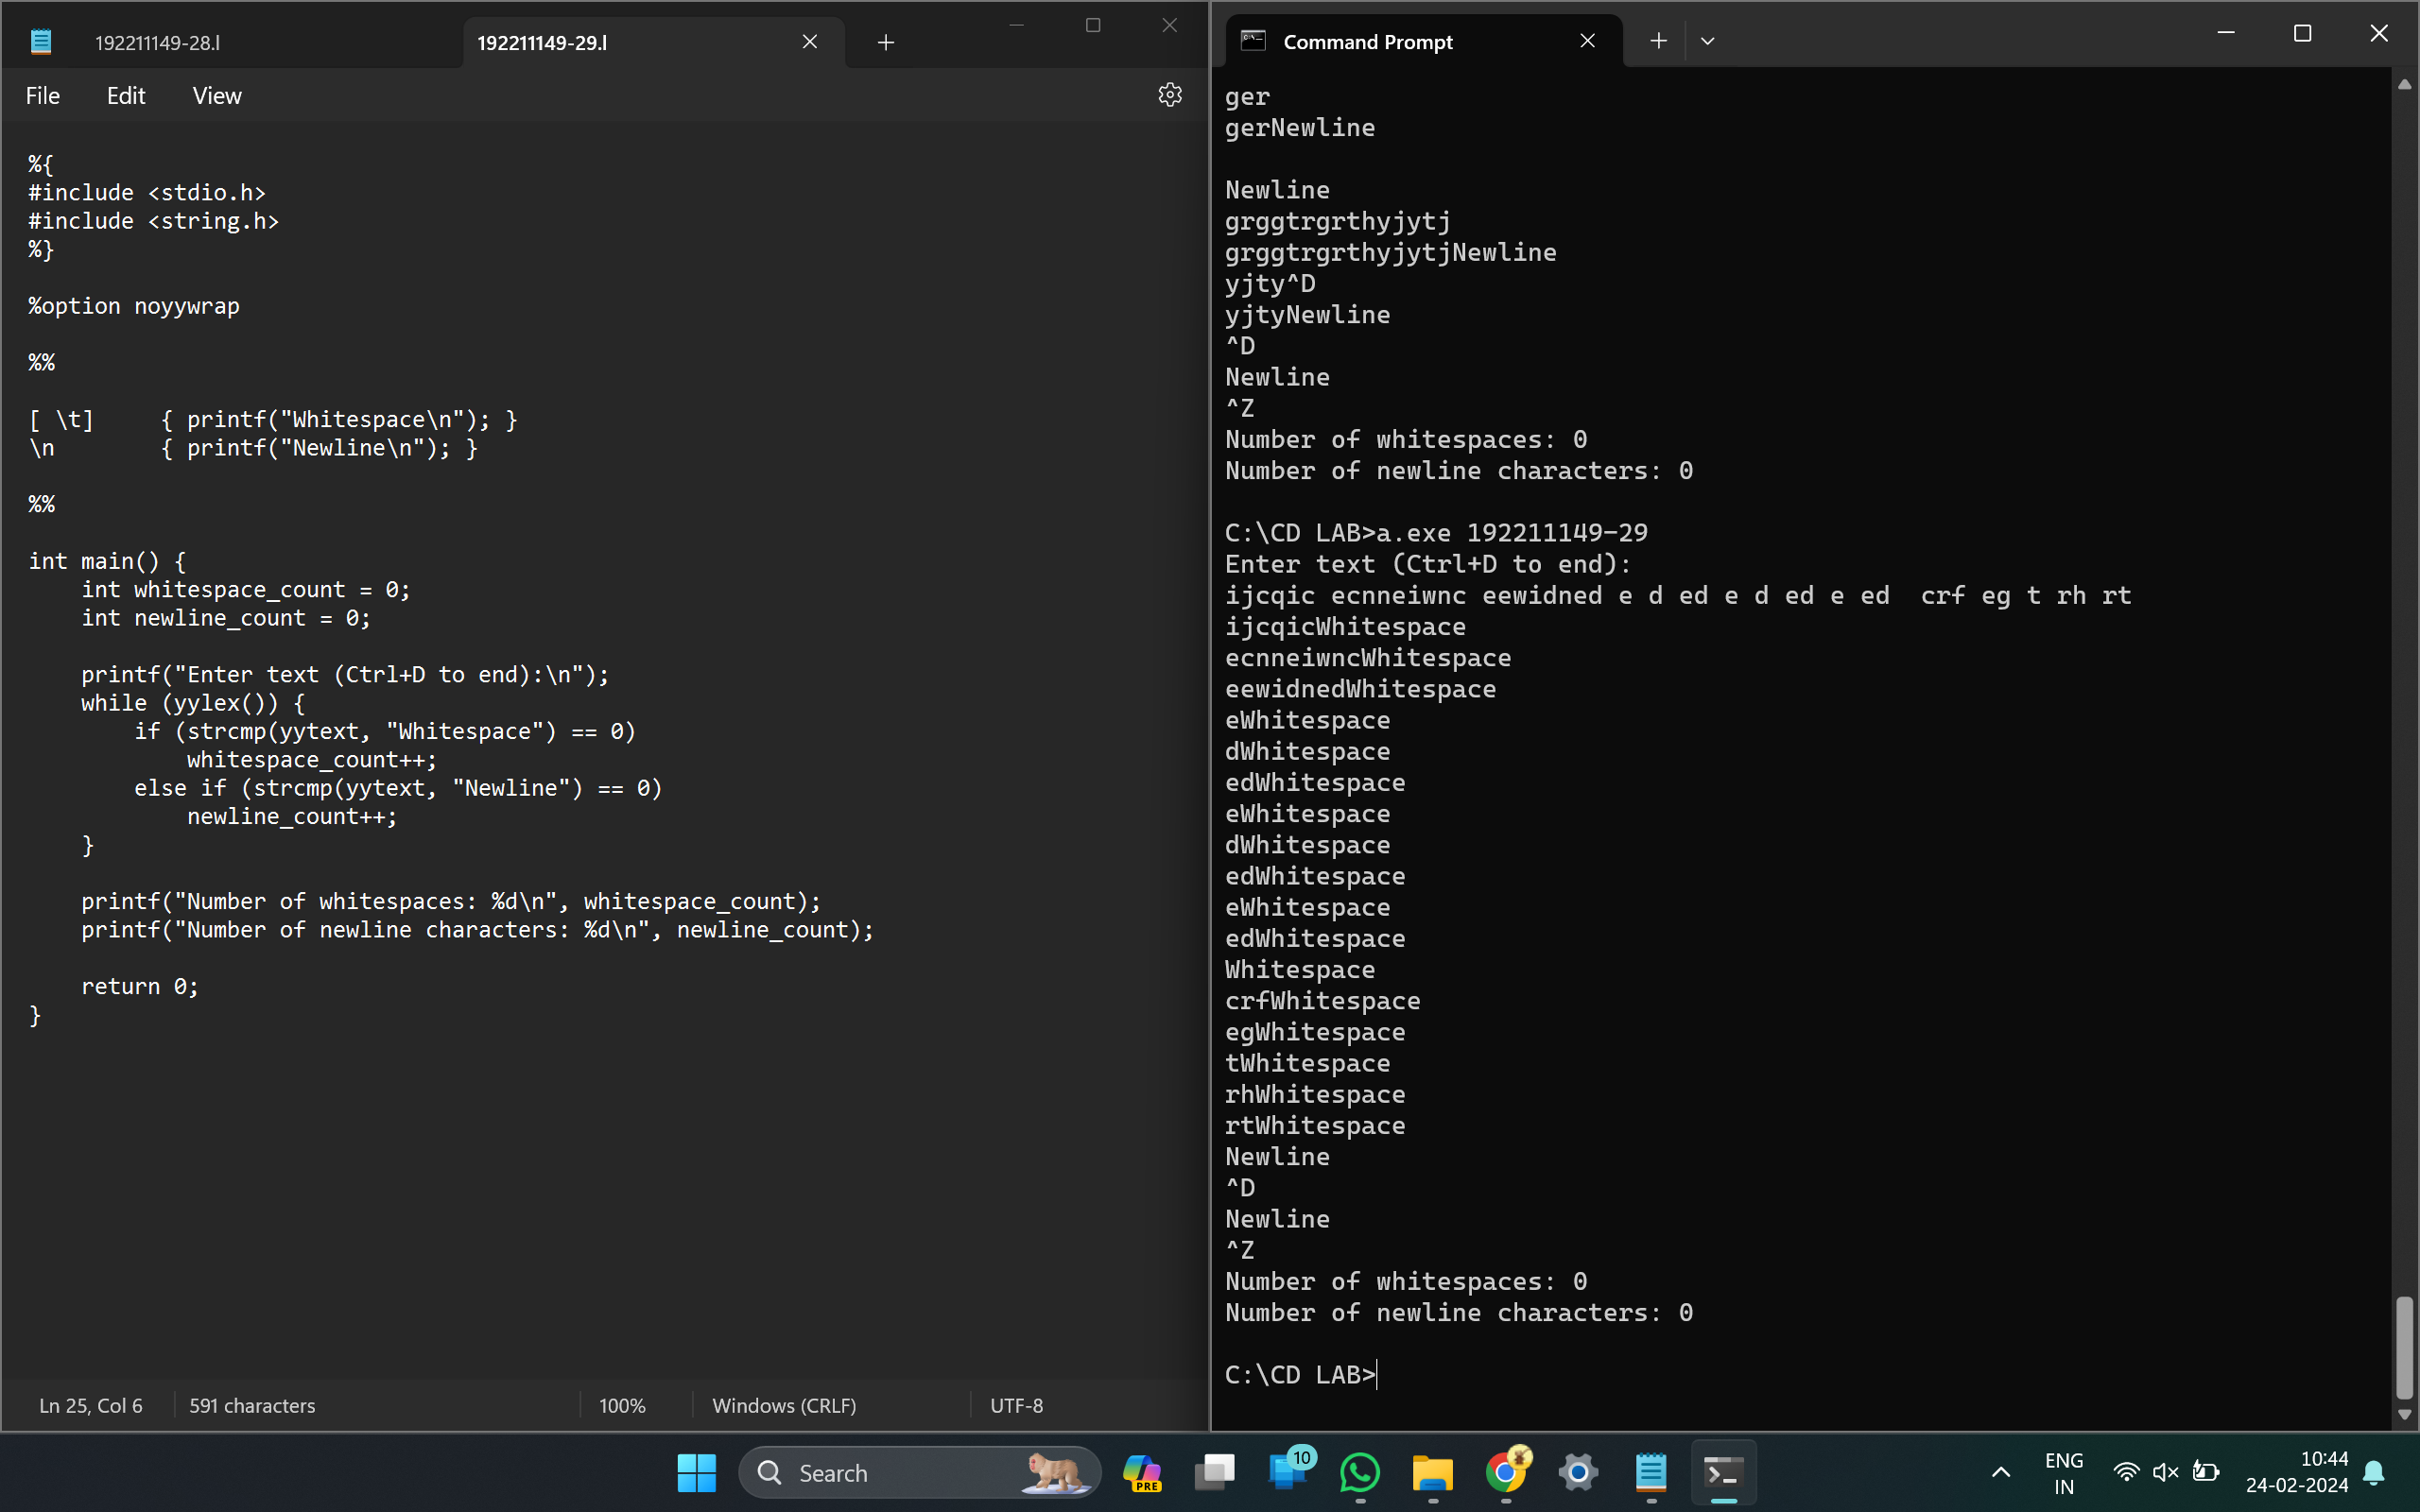 192211149-28.l
192211149-29.l
File Edit View
%{
#include <stdio.h>
#include <string.h>
%}
%option noyywrap
%%
[ \t]     { printf("Whitespace\n"); }
\n        { printf("Newline\n"); }
%%
int main() {
    int whitespace_count = 0;
    int newline_count = 0;
    printf("Enter text (Ctrl+D to end):\n");
    while (yylex()) {
        if (strcmp(yytext, "Whitespace") == 0)
            whitespace_count++;
        else if (strcmp(yytext, "Newline") == 0)
            newline_count++;
    }
    printf("Number of whitespaces: %d\n", whitespace_count);
    printf("Number of newline characters: %d\n", newline_count);
    return 0;
}
Ln 25, Col 6 591 characters 100% Windows (CRLF) UTF-8
Command Prompt
ger
gerNewline
Newline
grggtrgrthyjytj
grggtrgrthyjytjNewline
yjty^D
yjtyNewline
^D
Newline
^Z
Number of whitespaces: 0
Number of newline characters: 0
C:\CD LAB>a.exe 192211149-29
Enter text (Ctrl+D to end):
ijcqic ecnneiwnc eewidned e d ed e d ed e ed  crf eg t rh rt
ijcqicWhitespace
ecnneiwncWhitespace
eewidnedWhitespace
eWhitespace
dWhitespace
edWhitespace
eWhitespace
dWhitespace
edWhitespace
eWhitespace
edWhitespace
Whitespace
crfWhitespace
egWhitespace
tWhitespace
rhWhitespace
rtWhitespace
Newline
^D
Newline
^Z
Number of whitespaces: 0
Number of newline characters: 0
C:\CD LAB>
Search
PRE
10
ENG
IN
10:44
24-02-2024